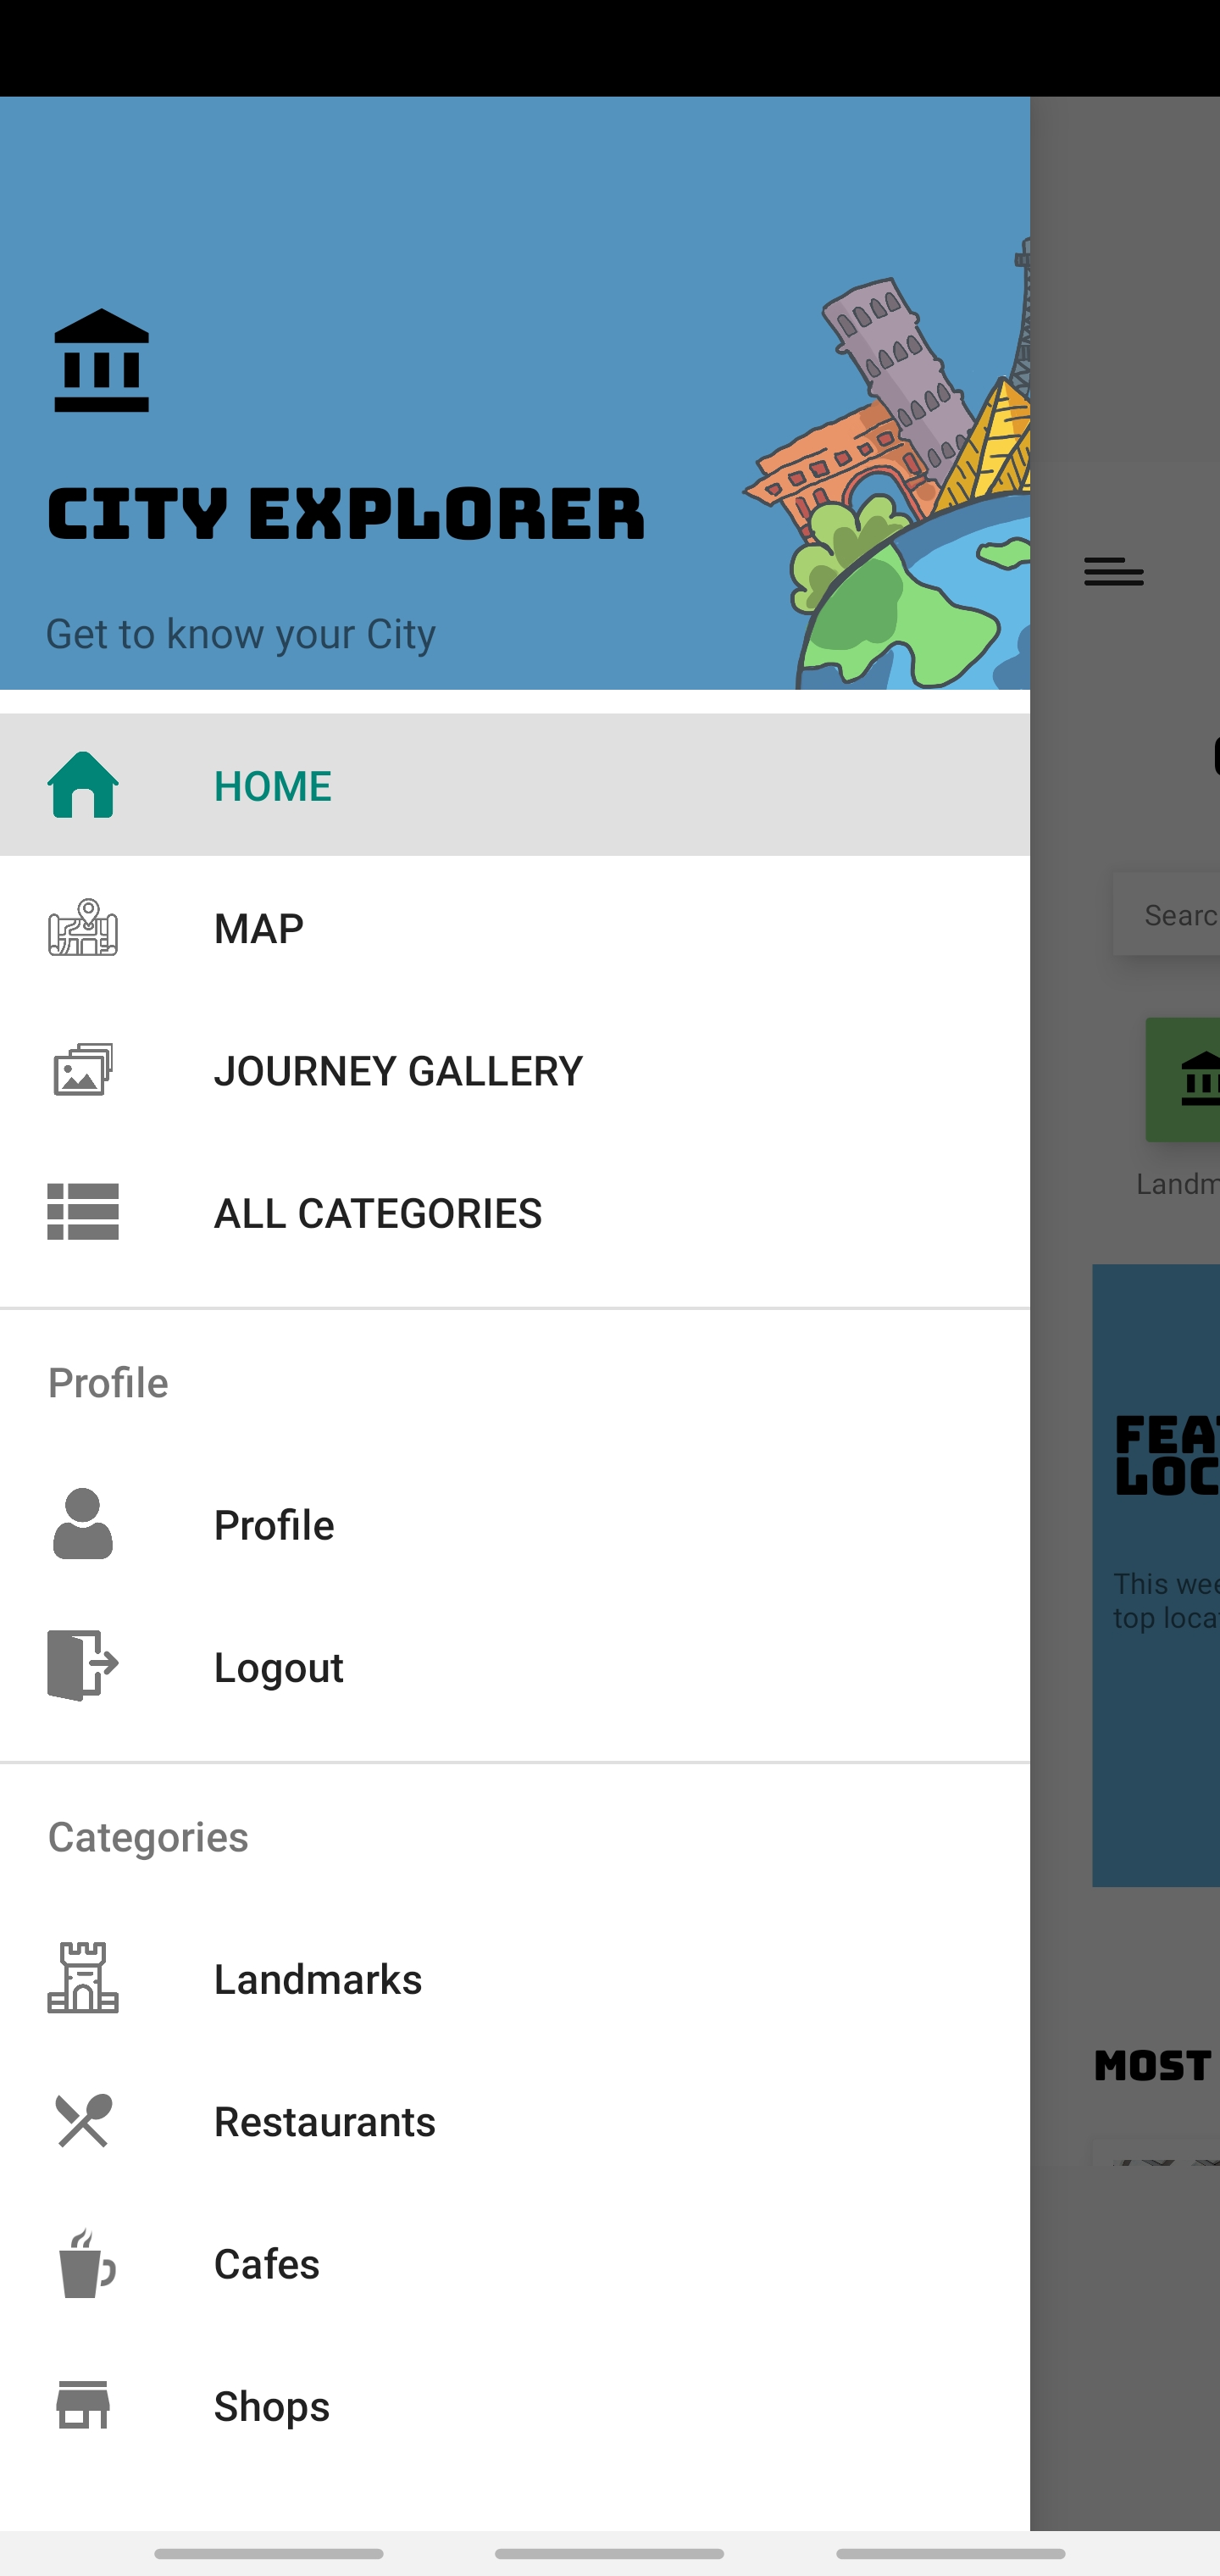 CITY EXPLORER
Get to know your City
HOME
MAP
JOURNEY GALLERY
ALL CATEGORIES
Profile
Profile
Logout
Categories
Landmarks
Restaurants
Cafes
Shops
Searc
Landm
FEAT
LOC
This wee
top loca
MOST